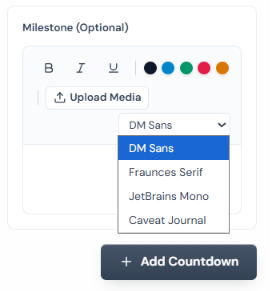 Milestone (Optional)
B I U
Upload Media
DM Sans
DM Sans
Fraunces Serif
JetBrains Mono
Caveat Journal
+ Add Countdown